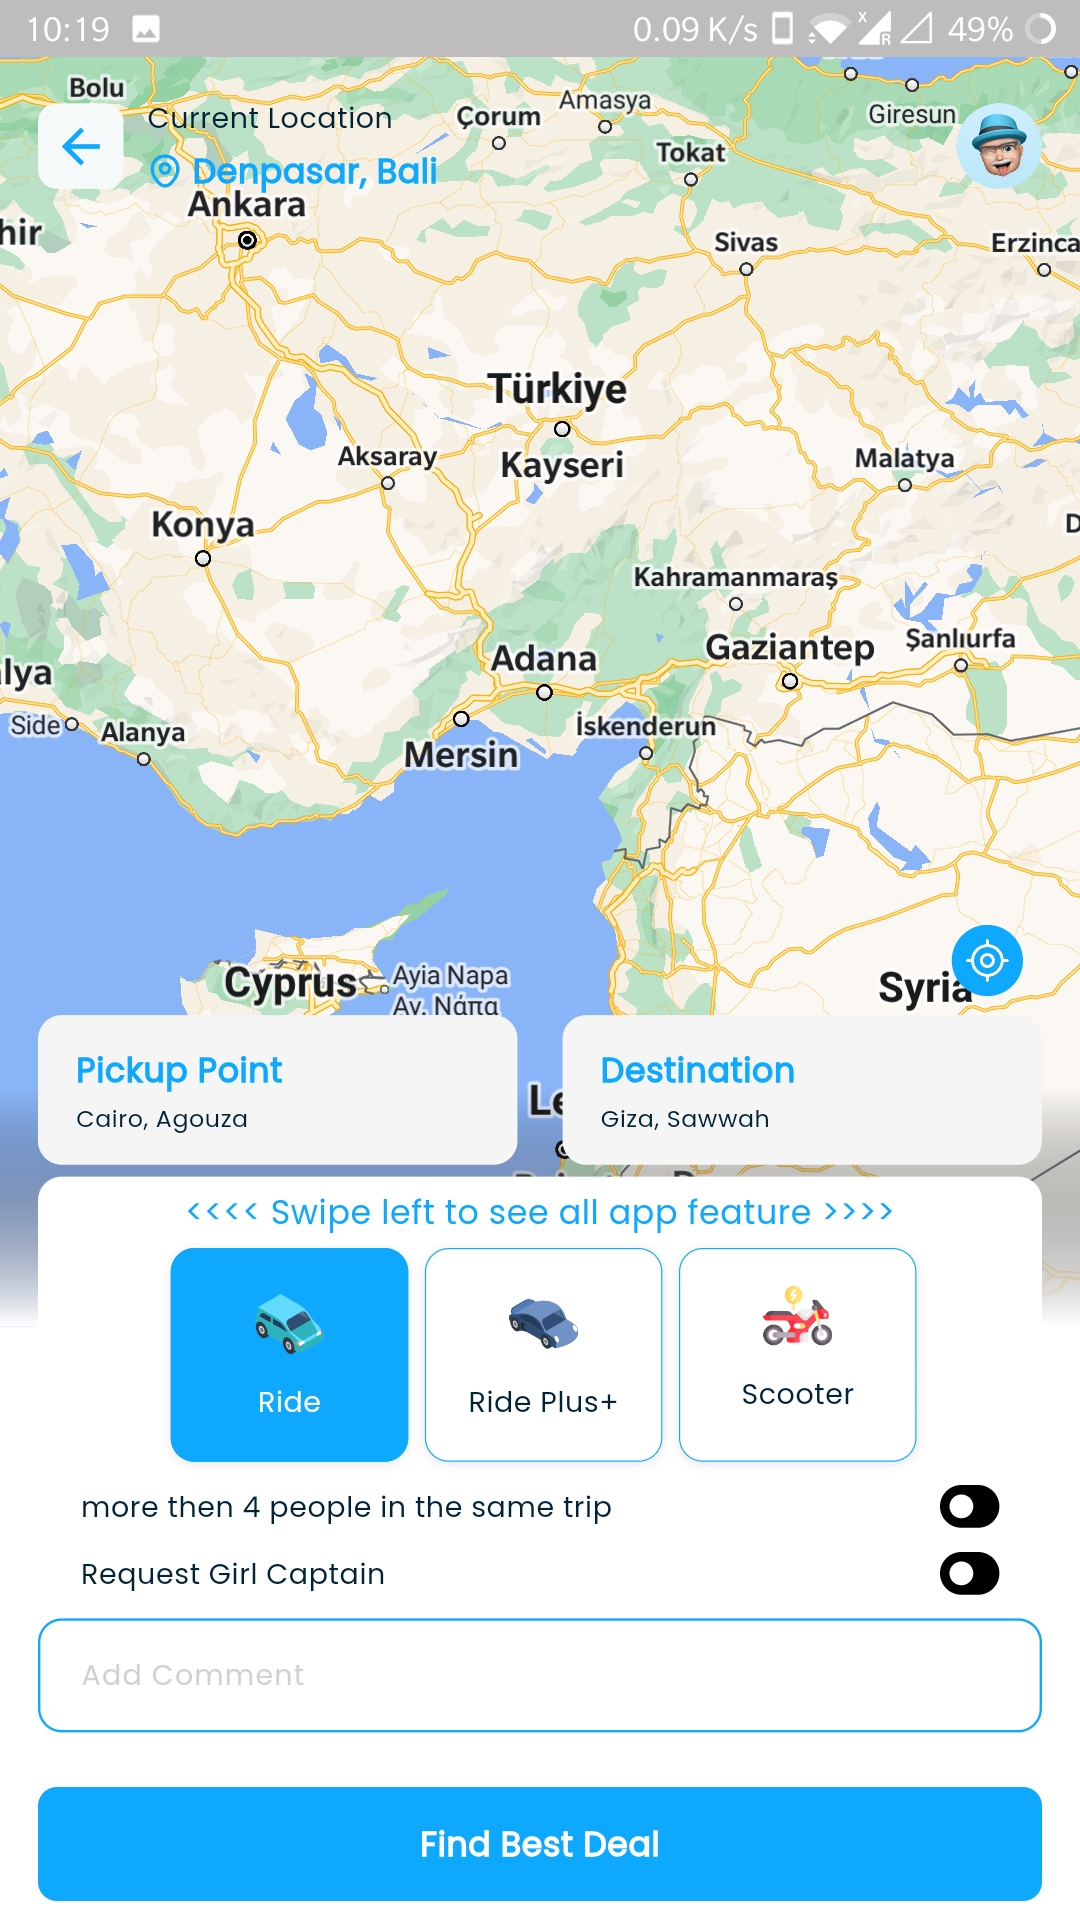 10:19 0.09 K/s X R 49%
Bolu
Current Location
Çorum
Amasya
Giresun
Denpasar, Bali
Tokat
Ankara
hir
Sivas
Erzinca
Türkiye
Aksaray
Kayseri
Malatya
Konya
D
Kahramanmaraş
Adana
Gaziantep
Şanlıurfa
lya
Side
Alanya
İskenderun
Mersin
Cyprus
Ayia Napa
Αγ. Νάπα
Syria
Pickup Point
Cairo, Agouza
Le
Destination
Giza, Sawwah
<<<< Swipe left to see all app feature >>>>
Ride
Ride Plus+
Scooter
more then 4 people in the same trip
Request Girl Captain
Add Comment
Find Best Deal